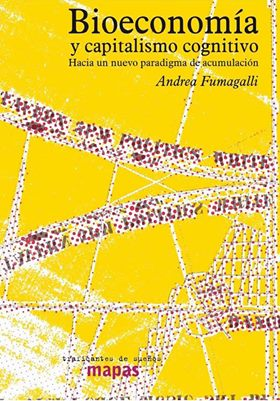 Bioeconomía
y capitalismo cognitivo
Hacia un nuevo paradigma de acumulación
Andrea Fumagalli
traficantes de sueños
mapas